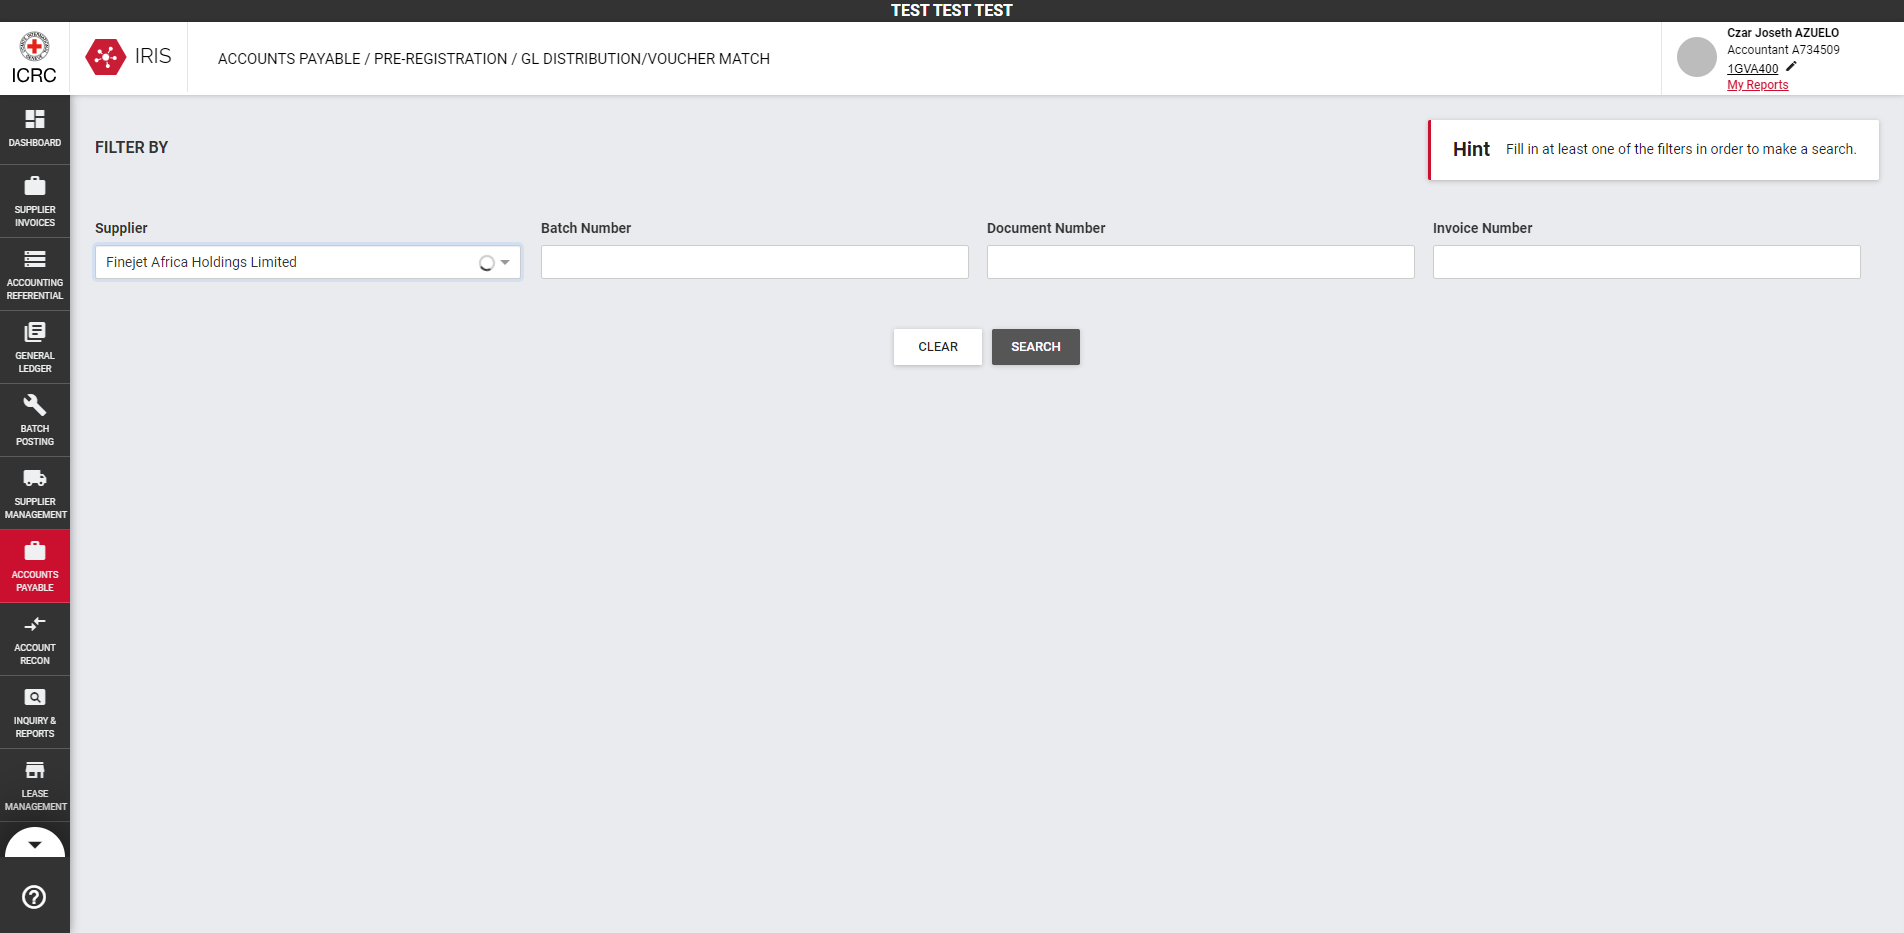 TEST TEST TEST
ICRC
IRIS
ACCOUNTS PAYABLE / PRE-REGISTRATION / GL DISTRIBUTION/VOUCHER MATCH
Czar Joseth AZUELO
Accountant A734509
1GVA400
My Reports
DASHBOARD
SUPPLIER
INVOICES
ACCOUNTING
REFERENTIAL
GENERAL
LEDGER
BATCH
POSTING
SUPPLIER
MANAGEMENT
ACCOUNTS
PAYABLE
ACCOUNT
RECON
INQUIRY &
REPORTS
LEASE
MANAGEMENT
FILTER BY
Hint Fill in at least one of the filters in order to make a search.
Supplier Batch Number Document Number Invoice Number
Finejet Africa Holdings Limited
CLEAR SEARCH